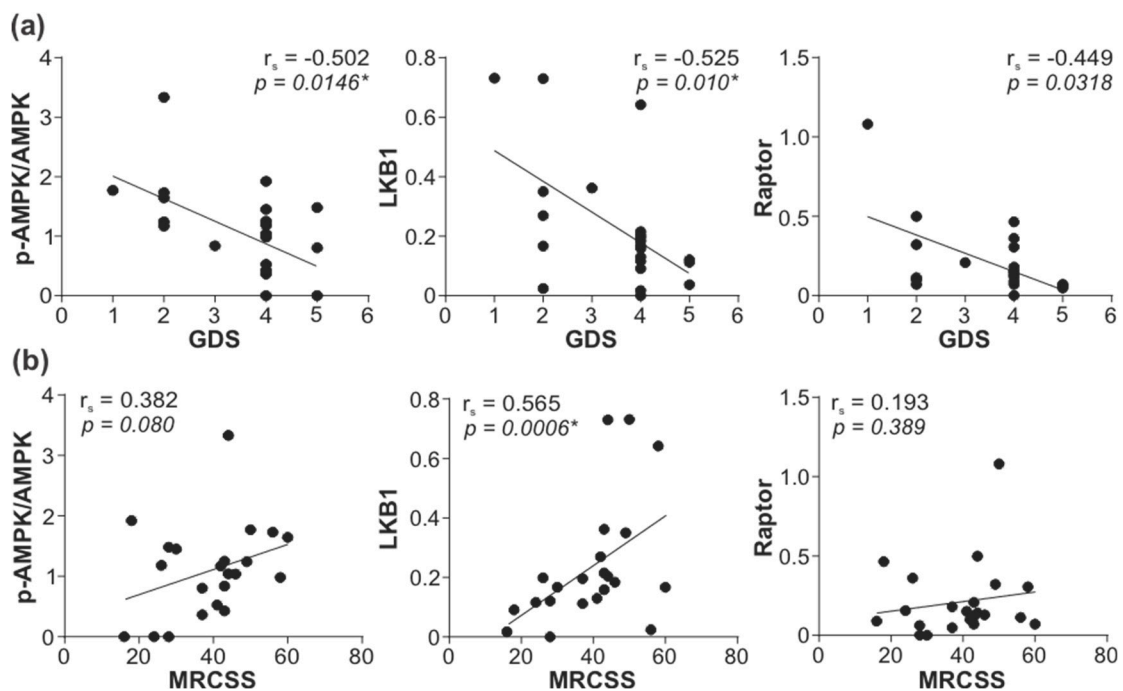 (a)
r_s = -0.502
p = 0.0146*
4
3
2
1
0
p-AMPK/AMPK
0 1 2 3 4 5 6
GDS
r_s = -0.525
p = 0.010*
0.8
0.6
0.4
0.2
0
LKB1
0 1 2 3 4 5 6
GDS
r_s = -0.449
p = 0.0318
1.5
1.0
0.5
0
Raptor
0 1 2 3 4 5 6
GDS
(b)
r_s = 0.382
p = 0.080
4
3
2
1
0
p-AMPK/AMPK
0 20 40 60 80
MRCSS
r_s = 0.565
p = 0.0006*
0.8
0.6
0.4
0.2
0
LKB1
0 20 40 60 80
MRCSS
r_s = 0.193
p = 0.389
1.5
1.0
0.5
0
Raptor
0 20 40 60 80
MRCSS